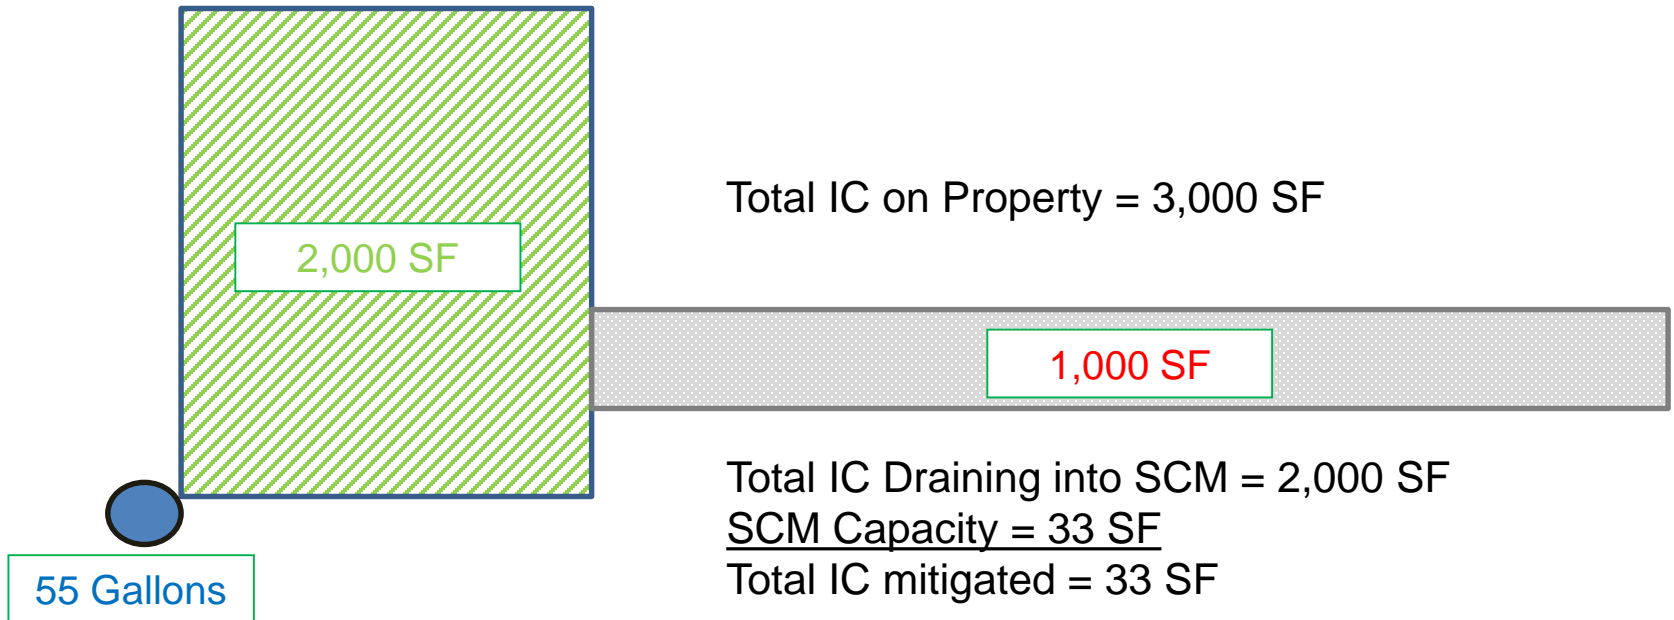 Total IC on Property = 3,000 SF
2,000 SF
1,000 SF
Total IC Draining into SCM = 2,000 SF
SCM Capacity = 33 SF
Total IC mitigated = 33 SF
55 Gallons